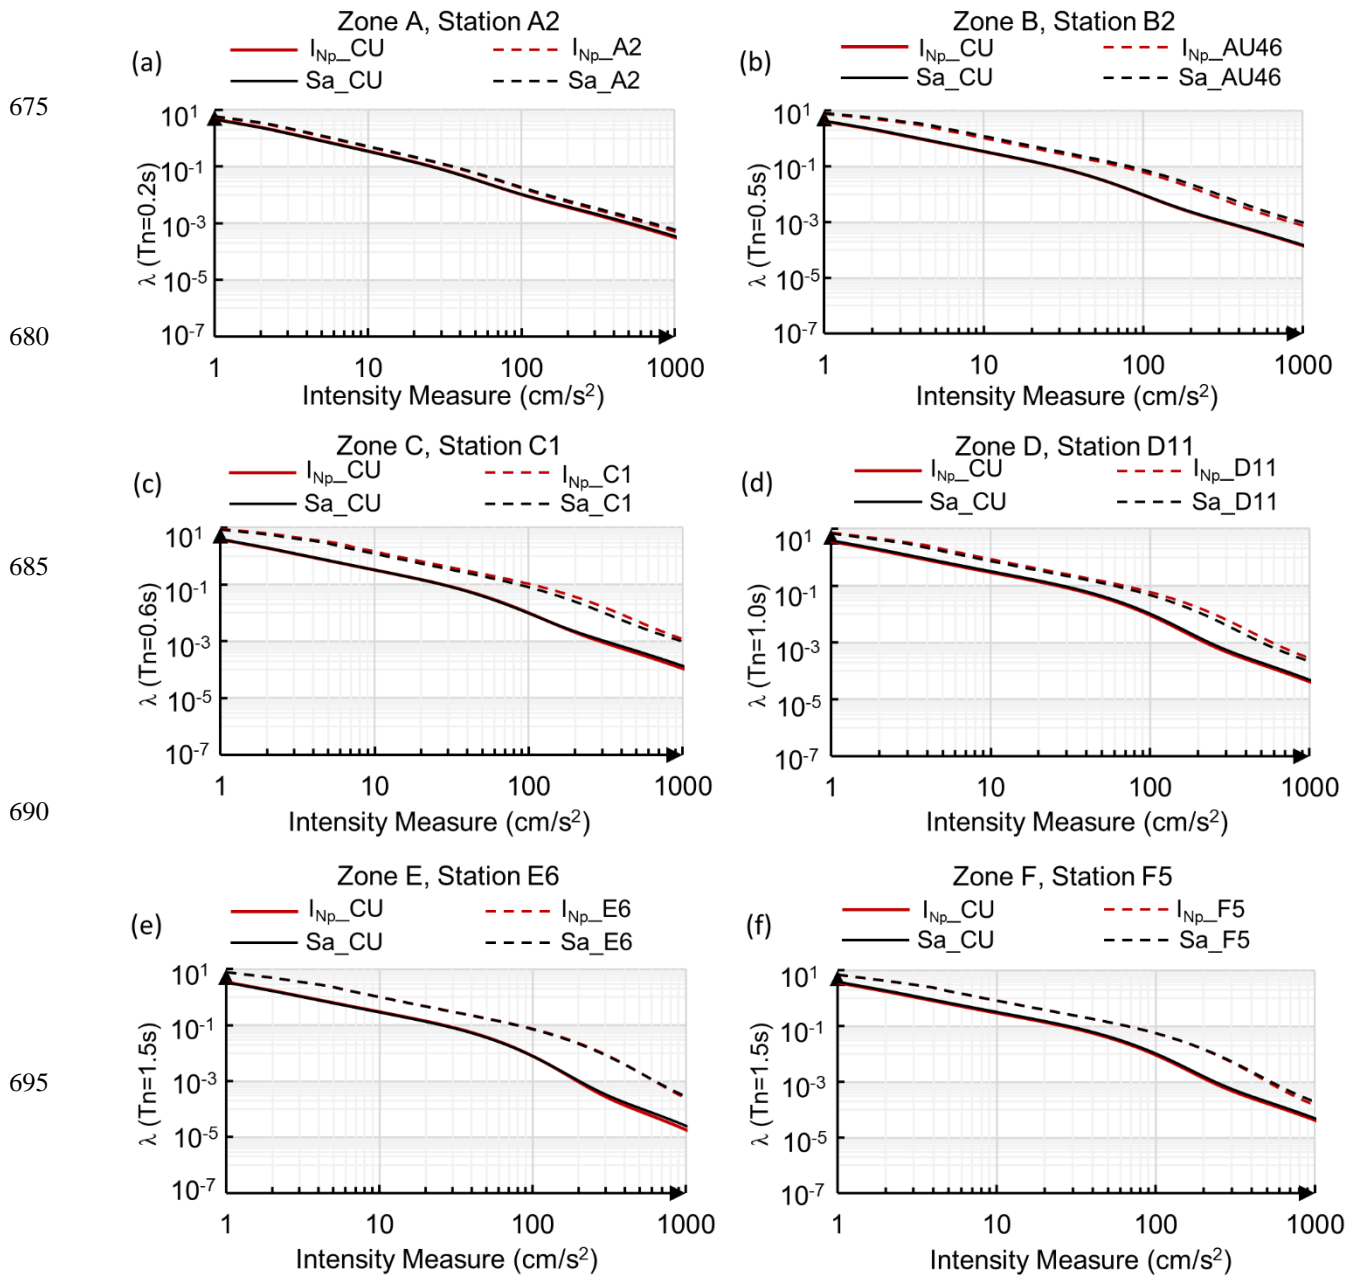 675
680
685
690
695
Zone A, Station A2
(a)
I_Np_CU I_Np_A2
Sa_CU Sa_A2
λ (Tn=0.2s)
10^1
10^-1
10^-3
10^-5
10^-7
1 10 100 1000
Intensity Measure (cm/s²)
Zone B, Station B2
(b)
I_Np_CU I_Np_AU46
Sa_CU Sa_AU46
λ (Tn=0.5s)
10^1
10^-1
10^-3
10^-5
10^-7
1 10 100 1000
Intensity Measure (cm/s²)
Zone C, Station C1
(c)
I_Np_CU I_Np_C1
Sa_CU Sa_C1
λ (Tn=0.6s)
10^1
10^-1
10^-3
10^-5
10^-7
1 10 100 1000
Intensity Measure (cm/s²)
Zone D, Station D11
(d)
I_Np_CU I_Np_D11
Sa_CU Sa_D11
λ (Tn=1.0s)
10^1
10^-1
10^-3
10^-5
10^-7
1 10 100 1000
Intensity Measure (cm/s²)
Zone E, Station E6
(e)
I_Np_CU I_Np_E6
Sa_CU Sa_E6
λ (Tn=1.5s)
10^1
10^-1
10^-3
10^-5
10^-7
1 10 100 1000
Intensity Measure (cm/s²)
Zone F, Station F5
(f)
I_Np_CU I_Np_F5
Sa_CU Sa_F5
λ (Tn=1.5s)
10^1
10^-1
10^-3
10^-5
10^-7
1 10 100 1000
Intensity Measure (cm/s²)